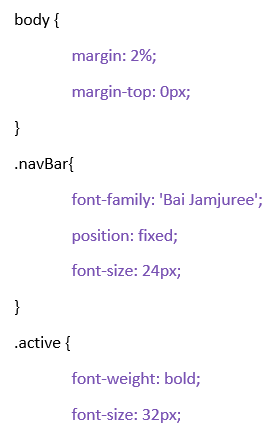 body {
margin: 2%;
margin-top: 0px;
}
.navBar{
font-family: 'Bai Jamjuree';
position: fixed;
font-size: 24px;
}
.active {
font-weight: bold;
font-size: 32px;